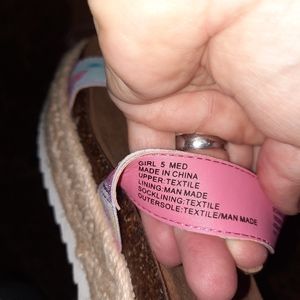 GIRL 5 MED
MADE IN CHINA
UPPER:TEXTILE
LINING:MAN MADE
SOCKLINING:TEXTILE
OUTERSOLE:TEXTILE/MAN MADE